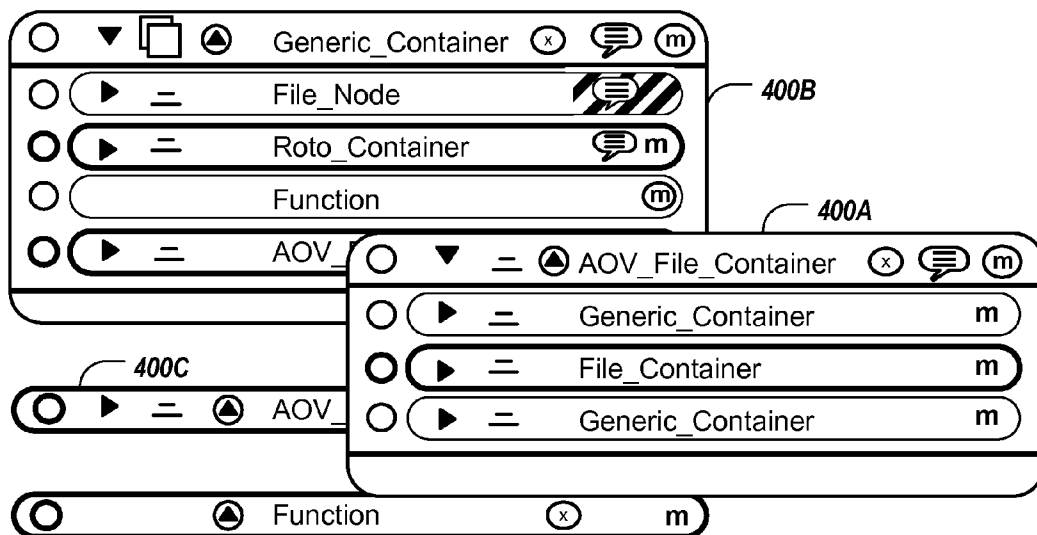 Generic_Container x m
File_Node
400B
Roto_Container m
Function m
400A
AOV_
AOV_File_Container x m
Generic_Container m
400C
File_Container m
AOV_
Generic_Container m
Function x m